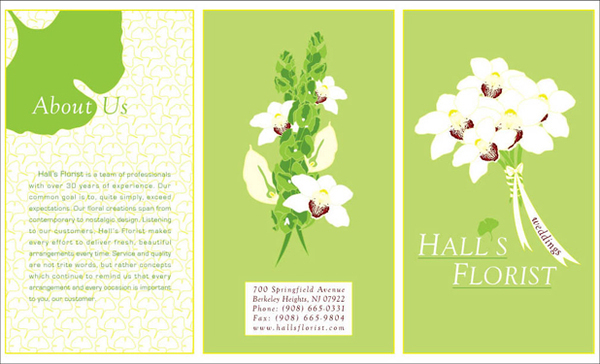 About Us
Hall's Florist is a team of professionals
with over 30 years of experience. Our
common goal is to, quite simply, exceed
expectations. Our floral creations span from
contemporary to nostalgic design. Listening
to our customers, Hall's Florist makes
every effort to deliver fresh, beautiful
arrangements every time. Service and quality
are not trite words, but rather concepts
which continue to remind us that every
arrangement and every occasion is important
to you, our customer.
700 Springfield Avenue
Berkeley Heights, NJ 07922
Phone: (908) 665-0331
Fax: (908) 665-9804
www.hallsflorist.com
weddings
HALL'S
FLORIST